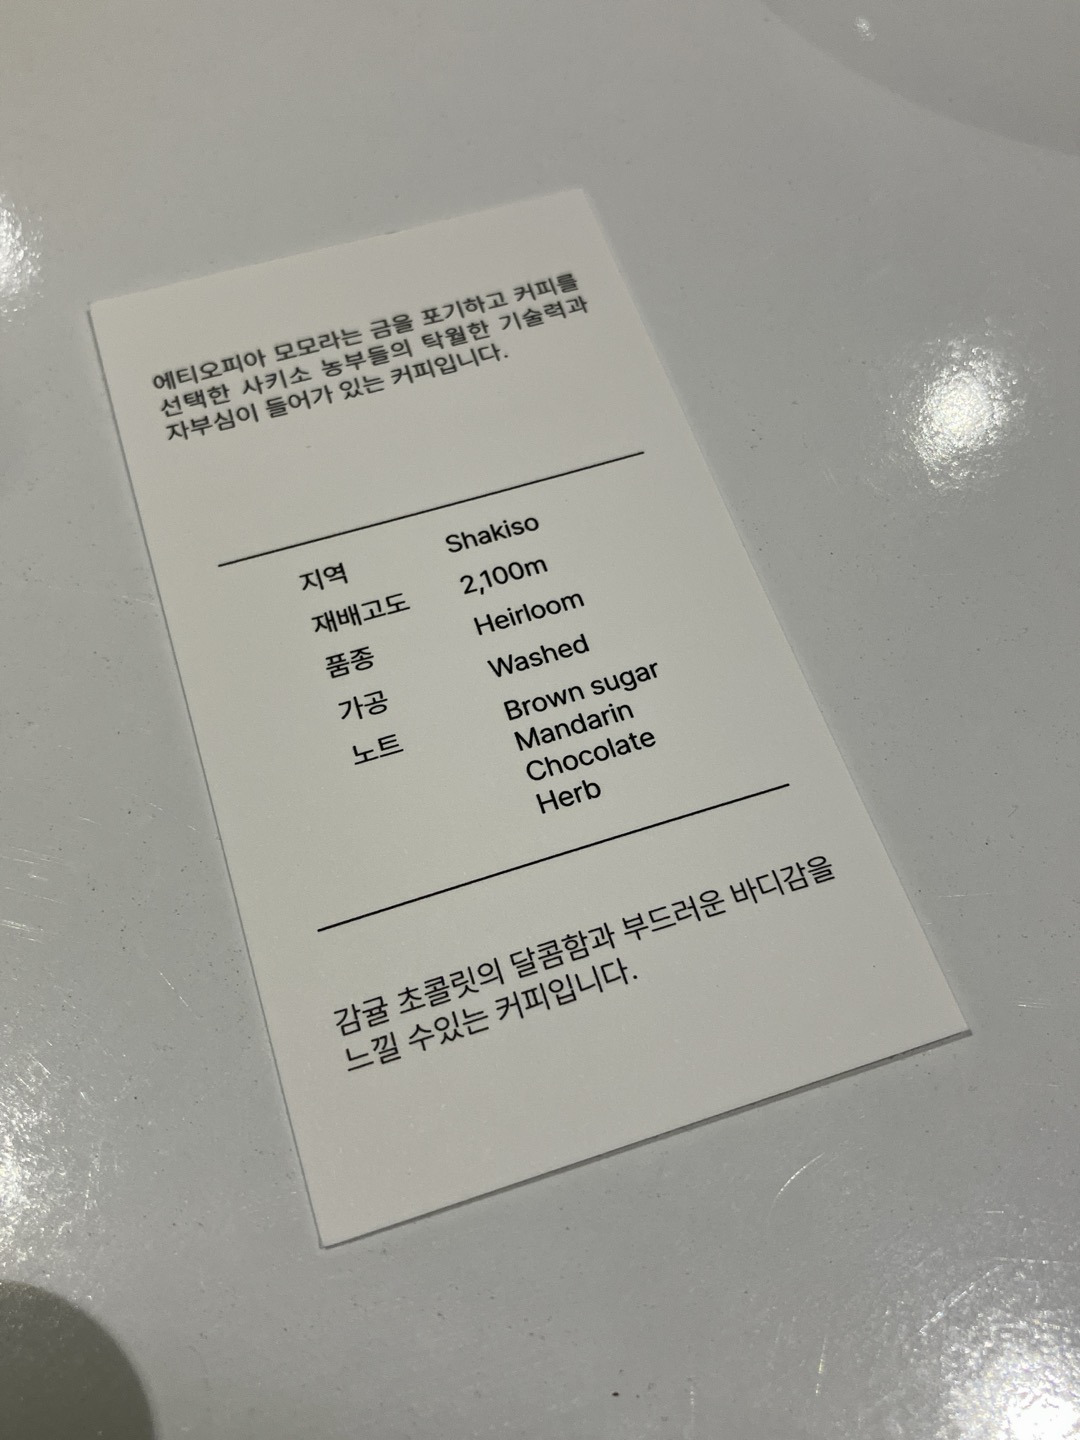 에티오피아 모모라는 금을 포기하고 커피를
선택한 사키소 농부들의 탁월한 기술력과
자부심이 들어가 있는 커피입니다.
지역 Shakiso
재배고도 2,100m
품종 Heirloom
가공 Washed
노트 Brown sugar
Mandarin
Chocolate
Herb
감귤 초콜릿의 달콤함과 부드러운 바디감을
느낄 수있는 커피입니다.